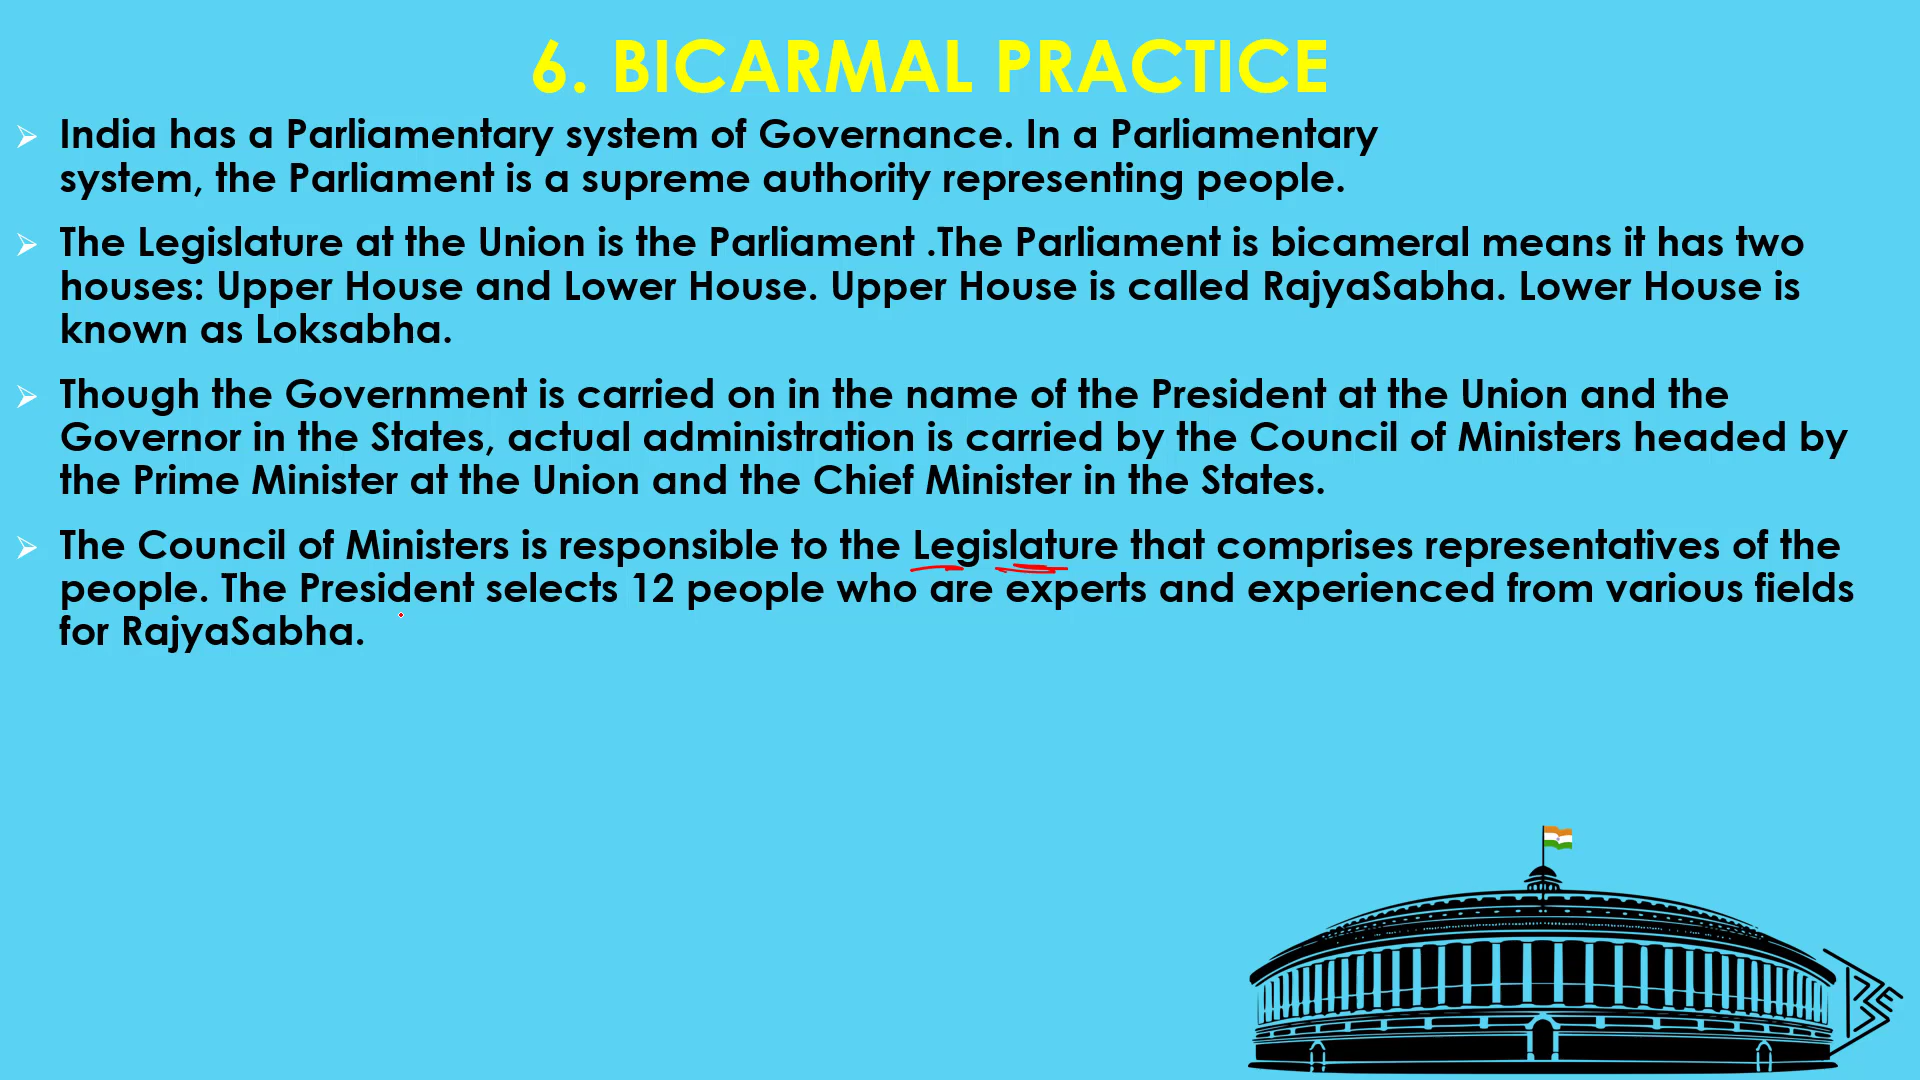 6. BICARMAL PRACTICE
India has a Parliamentary system of Governance. In a Parliamentary
system, the Parliament is a supreme authority representing people.
The Legislature at the Union is the Parliament .The Parliament is bicameral means it has two
houses: Upper House and Lower House. Upper House is called RajyaSabha. Lower House is
known as Loksabha.
Though the Government is carried on in the name of the President at the Union and the
Governor in the States, actual administration is carried by the Council of Ministers headed by
the Prime Minister at the Union and the Chief Minister in the States.
The Council of Ministers is responsible to the Legislature that comprises representatives of the
people. The President selects 12 people who are experts and experienced from various fields
for RajyaSabha.